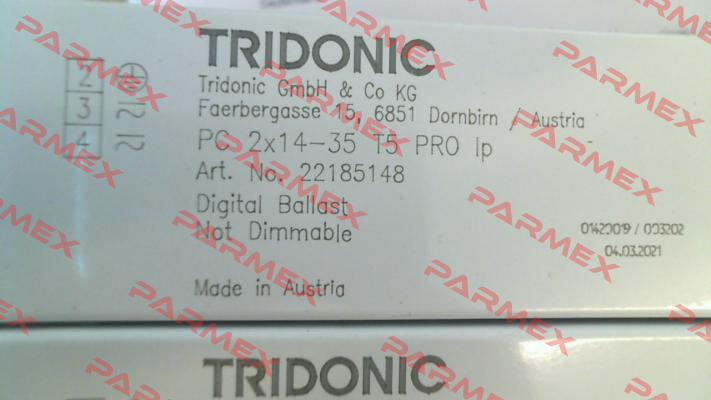 TRIDONIC
Tridonic GmbH & Co KG
Faerbergasse 15, 6851 Dornbirn / Austria
PC 2x14-35 T5 PRO lp
Art. No. 22185148
Digital Ballast
Not Dimmable
01420019 / 003202
04.03.2021
Made in Austria
2
3
4
TRIDONIC
PARMEX